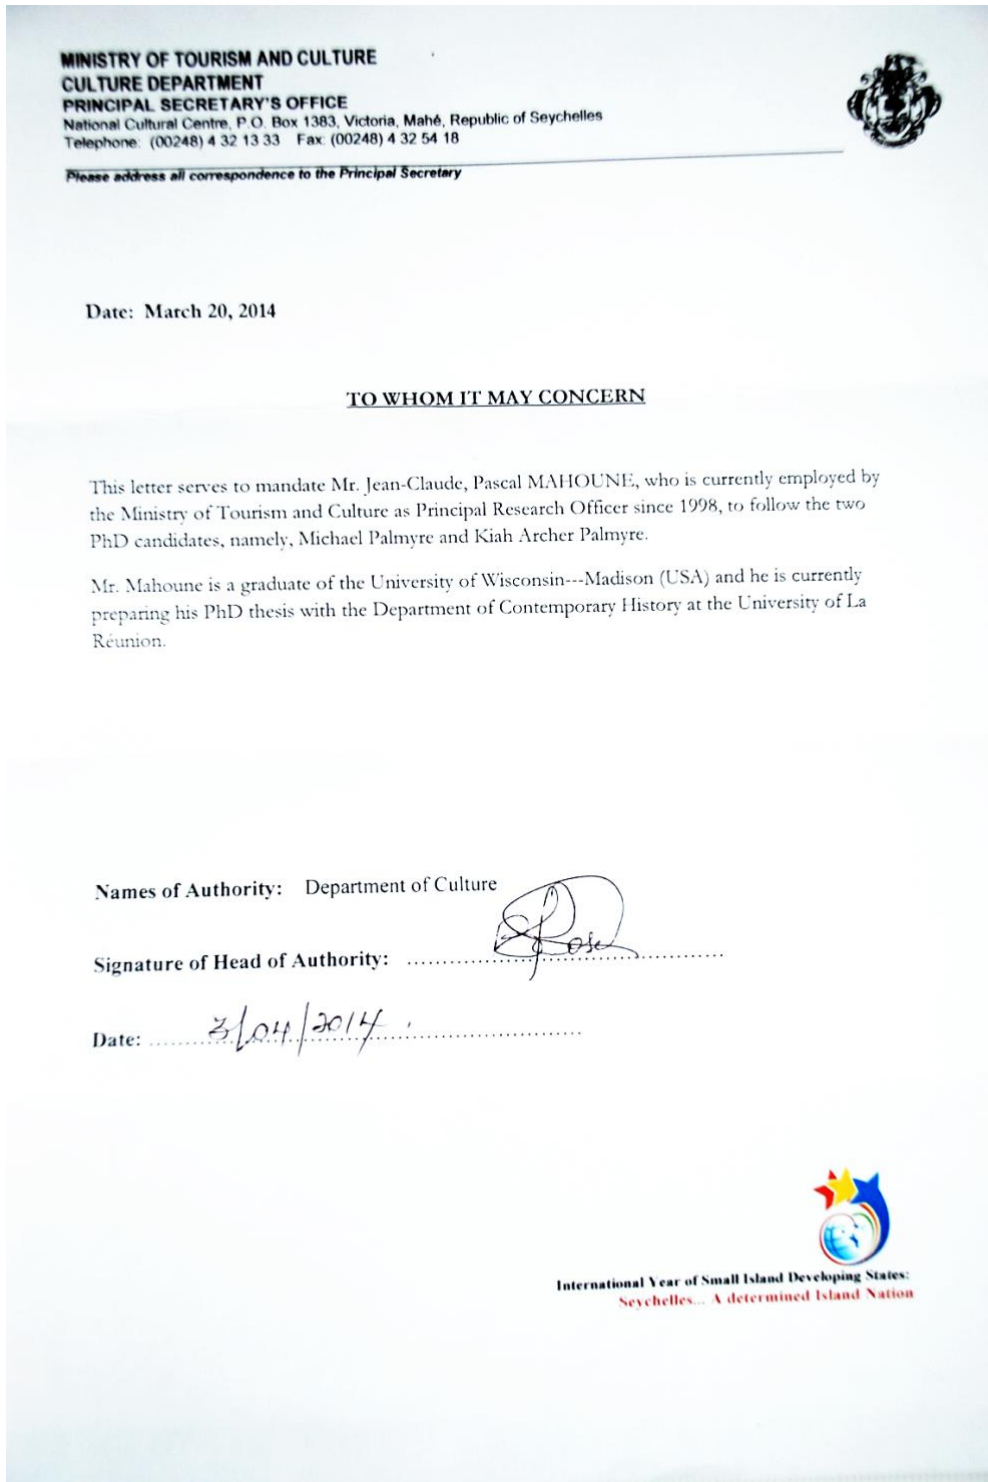 MINISTRY OF TOURISM AND CULTURE
CULTURE DEPARTMENT
PRINCIPAL SECRETARY'S OFFICE
National Cultural Centre, P.O. Box 1383, Victoria, Mahé, Republic of Seychelles
Telephone: (00248) 4 32 13 33 Fax: (00248) 4 32 54 18
Please address all correspondence to the Principal Secretary
Date: March 20, 2014
TO WHOM IT MAY CONCERN
This letter serves to mandate Mr. Jean-Claude, Pascal MAHOUNE, who is currently employed by
the Ministry of Tourism and Culture as Principal Research Officer since 1998, to follow the two
PhD candidates, namely, Michael Palmyre and Kiah Archer Palmyre.
Mr. Mahoune is a graduate of the University of Wisconsin---Madison (USA) and he is currently
preparing his PhD thesis with the Department of Contemporary History at the University of La
Réunion.
Names of Authority: Department of Culture
Signature of Head of Authority:
Date: 3/04/2014
International Year of Small Island Developing States:
Seychelles... A determined Island Nation